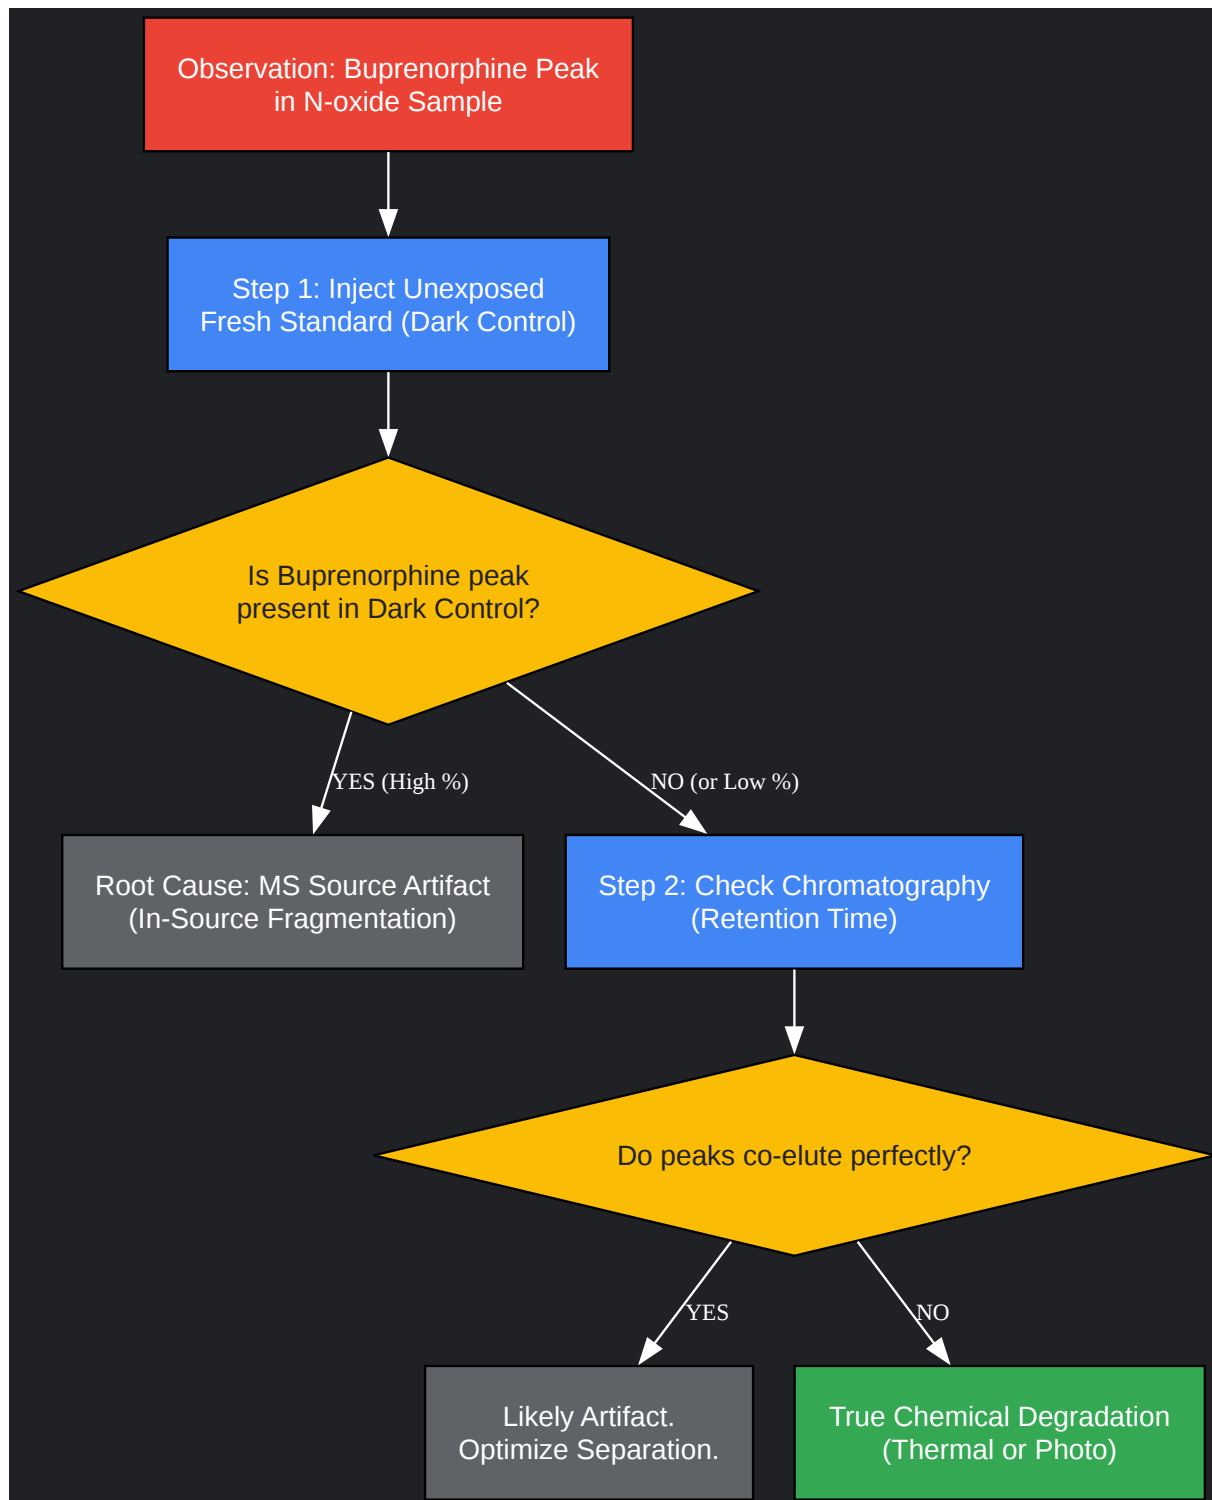 Observation: Buprenorphine Peak
in N-oxide Sample
Step 1: Inject Unexposed
Fresh Standard (Dark Control)
Is Buprenorphine peak
present in Dark Control?
YES (High %)
NO (or Low %)
Root Cause: MS Source Artifact
(In-Source Fragmentation)
Step 2: Check Chromatography
(Retention Time)
Do peaks co-elute perfectly?
YES
NO
Likely Artifact.
Optimize Separation.
True Chemical Degradation
(Thermal or Photo)